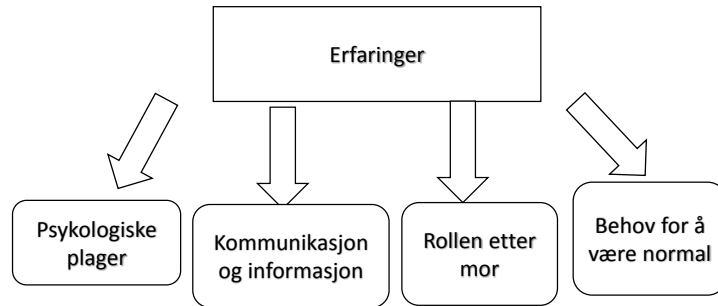 Erfaringer
Psykologiske
plager
Kommunikasjon
og informasjon
Rollen etter
mor
Behov for å
være normal